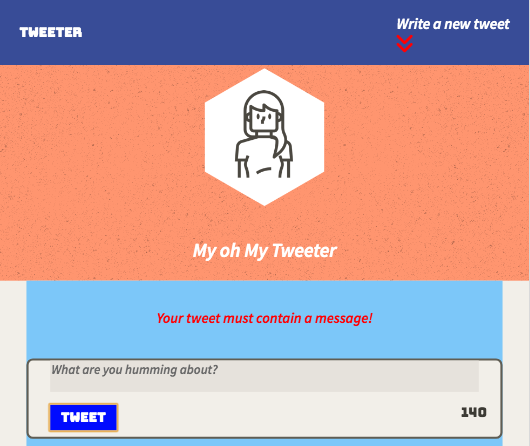 TWEETER
Write a new tweet
My oh My Tweeter
Your tweet must contain a message!
What are you humming about?
TWEET
140